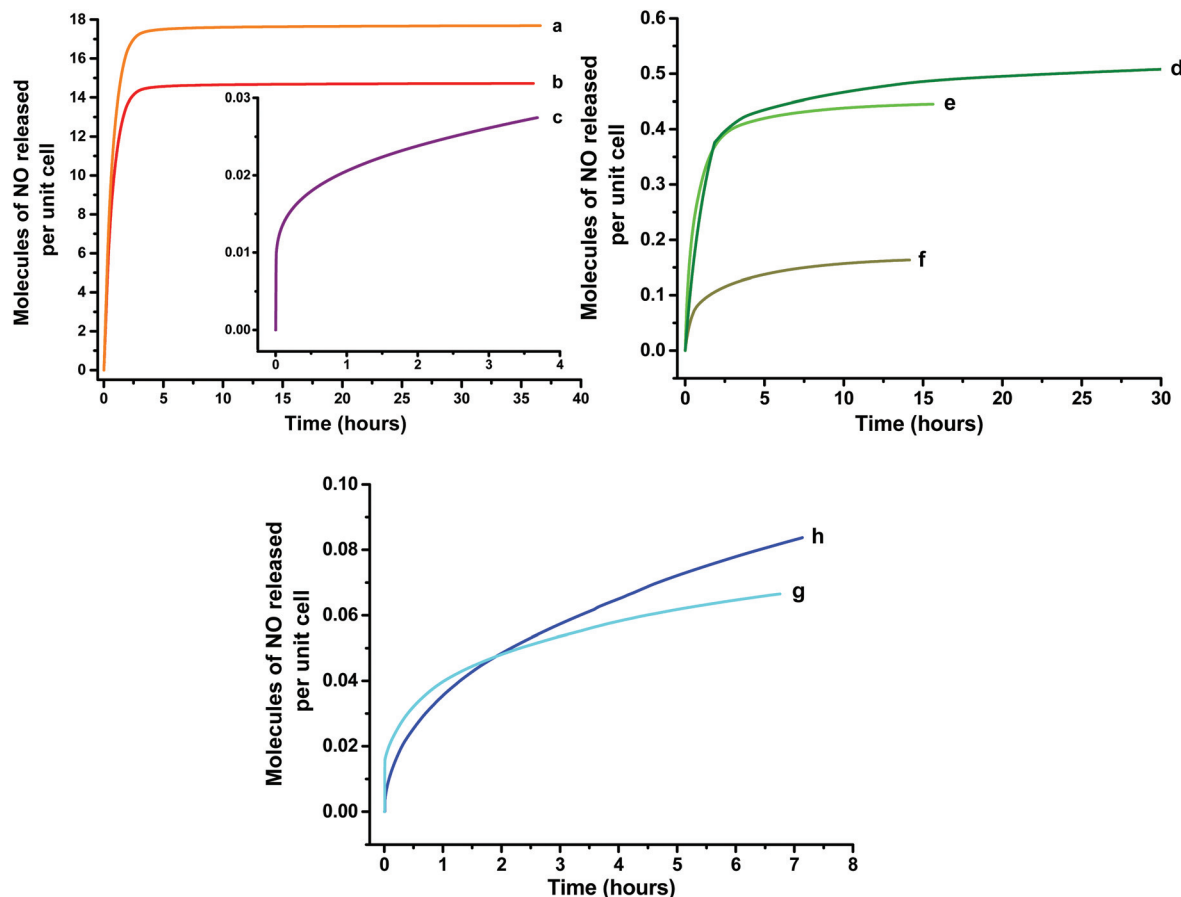 Molecules of NO released
per unit cell
18
16
14
12
10
8
6
4
2
0
a
b
0 5 10 15 20 25 30 35 40
Time (hours)
0.03
0.02
0.01
0.00
c
0 1 2 3 4
Molecules of NO released
per unit cell
0.6
0.5
0.4
0.3
0.2
0.1
0.0
d
e
f
0 5 10 15 20 25 30
Time (hours)
Molecules of NO released
per unit cell
0.10
0.08
0.06
0.04
0.02
0.00
h
g
0 1 2 3 4 5 6 7 8
Time (hours)